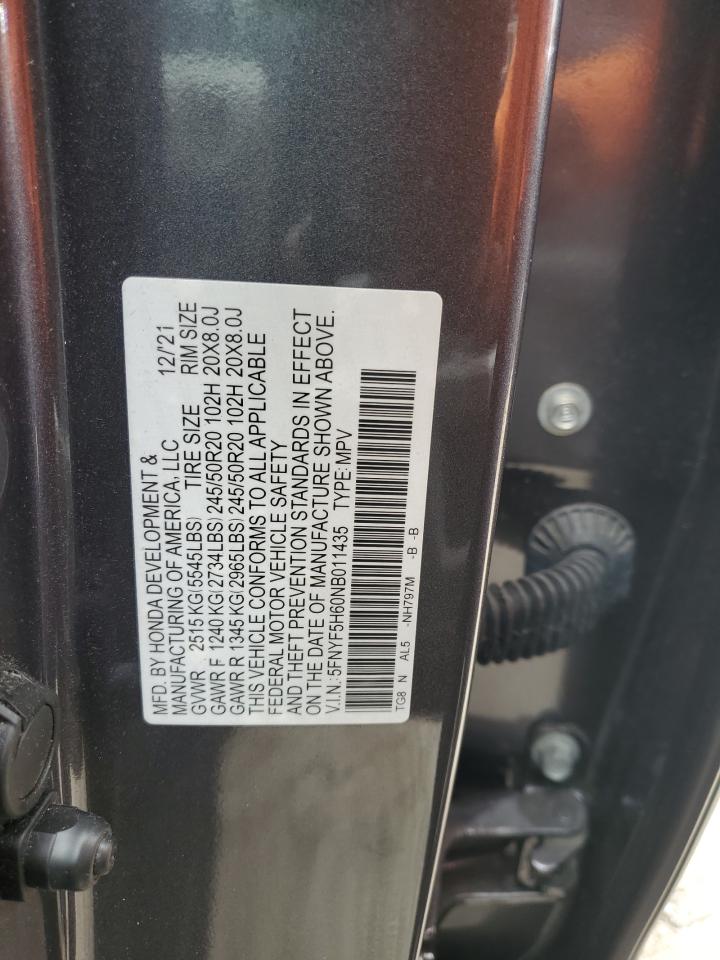 MFD. BY HONDA DEVELOPMENT &
MANUFACTURING OF AMERICA, LLC 12/'21
GVWR 2515 KG(5545LBS) TIRE SIZE RIM SIZE
GAWR F 1240 KG(2734LBS) 245/50R20 102H 20X8.0J
GAWR R 1345 KG(2965LBS) 245/50R20 102H 20X8.0J
THIS VEHICLE CONFORMS TO ALL APPLICABLE
FEDERAL MOTOR VEHICLE SAFETY
AND THEFT PREVENTION STANDARDS IN EFFECT
ON THE DATE OF MANUFACTURE SHOWN ABOVE.
V.I.N.: 5FNYF5H60NB011435 TYPE: MPV
TG8 N AL5 -NH797M -B -B